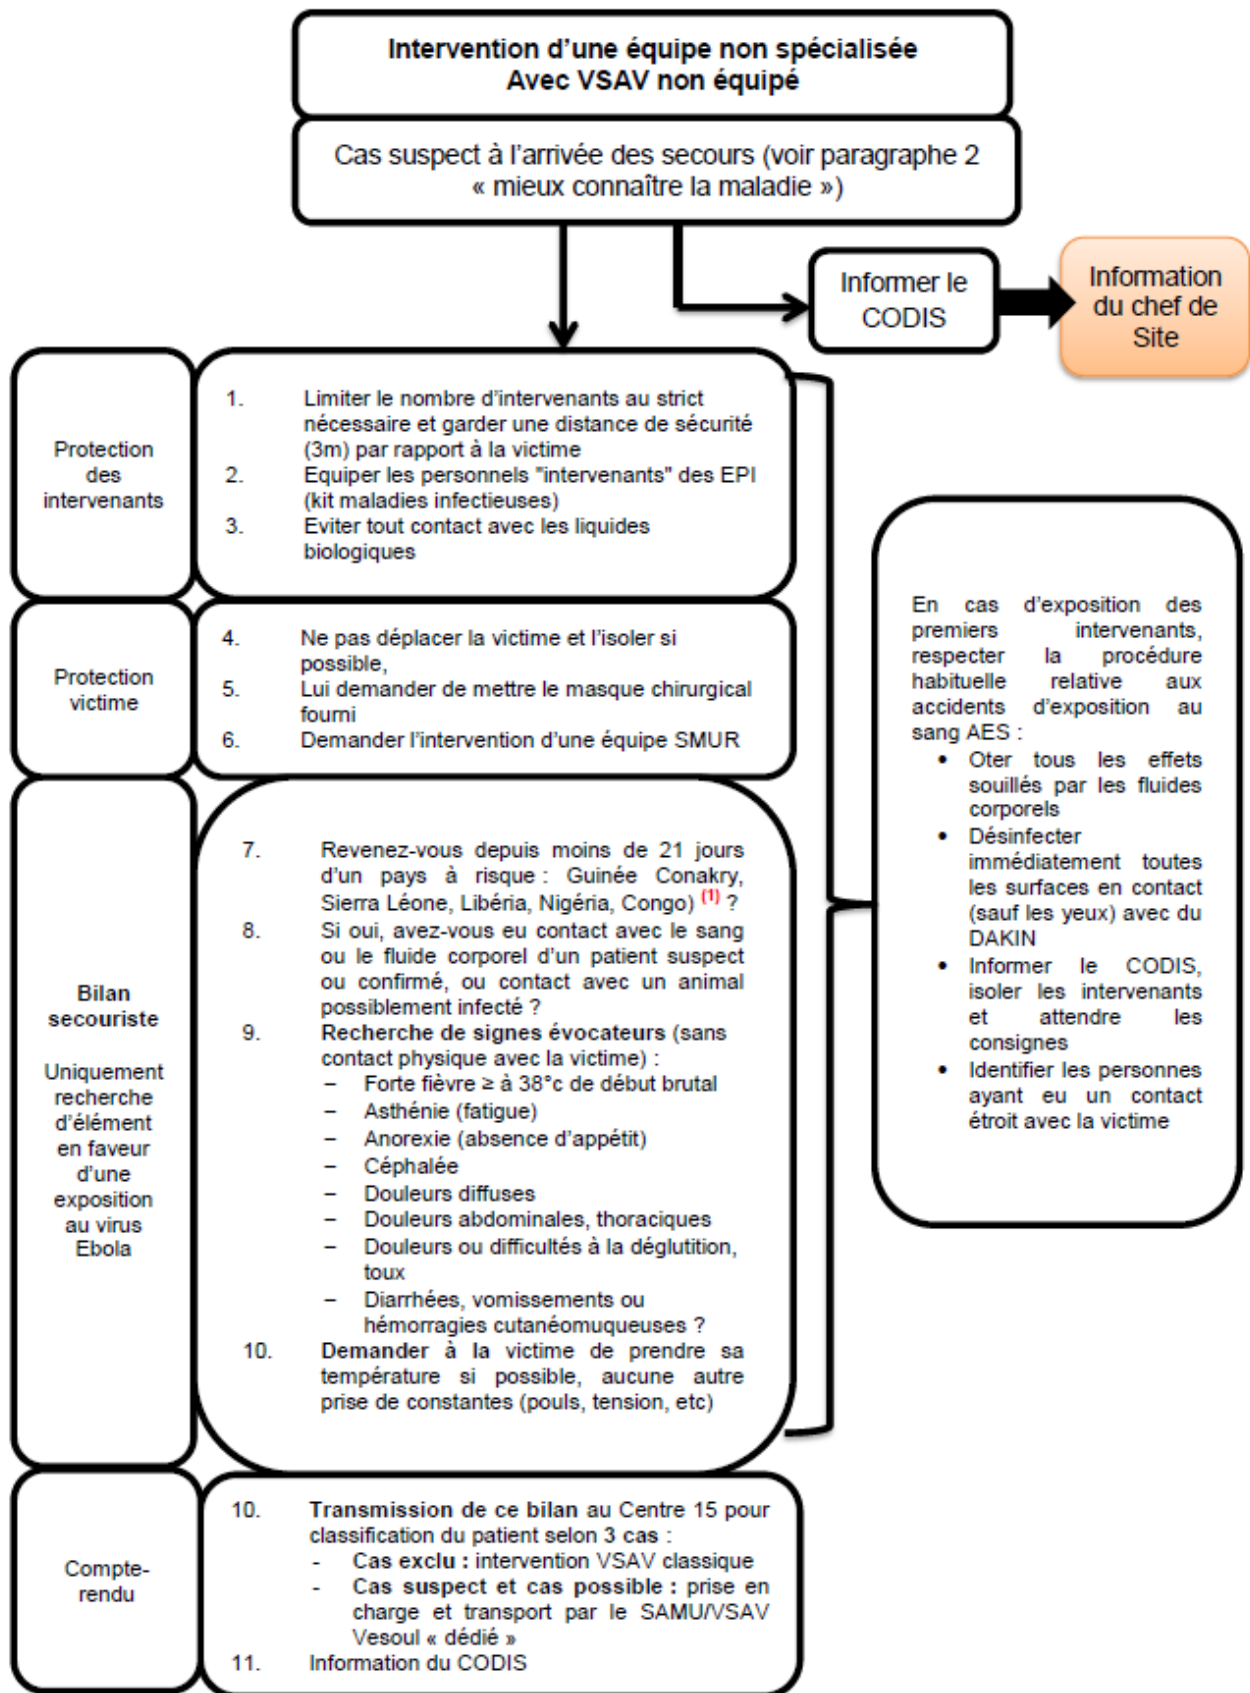 Intervention d’une équipe non spécialisée
Avec VSAV non équipé
Cas suspect à l’arrivée des secours (voir paragraphe 2
« mieux connaître la maladie »)
Informer le
CODIS
Information
du chef de
Site
Protection
des
intervenants
1. Limiter le nombre d’intervenants au strict
nécessaire et garder une distance de sécurité
(3m) par rapport à la victime
2. Equiper les personnels "intervenants" des EPI
(kit maladies infectieuses)
3. Eviter tout contact avec les liquides
biologiques
Protection
victime
4. Ne pas déplacer la victime et l’isoler si
possible,
5. Lui demander de mettre le masque chirurgical
fourni
6. Demander l’intervention d’une équipe SMUR
Bilan
secouriste
Uniquement
recherche
d’élément
en faveur
d’une
exposition
au virus
Ebola
7. Revenez-vous depuis moins de 21 jours
d’un pays à risque : Guinée Conakry,
Sierra Léone, Libéria, Nigéria, Congo) (1) ?
8. Si oui, avez-vous eu contact avec le sang
ou le fluide corporel d’un patient suspect
ou confirmé, ou contact avec un animal
possiblement infecté ?
9. Recherche de signes évocateurs (sans
contact physique avec la victime) :
– Forte fièvre ≥ à 38°c de début brutal
– Asthénie (fatigue)
– Anorexie (absence d’appétit)
– Céphalée
– Douleurs diffuses
– Douleurs abdominales, thoraciques
– Douleurs ou difficultés à la déglutition,
toux
– Diarrhées, vomissements ou
hémorragies cutanéomuqueuses ?
10. Demander à la victime de prendre sa
température si possible, aucune autre
prise de constantes (pouls, tension, etc)
Compte-
rendu
10. Transmission de ce bilan au Centre 15 pour
classification du patient selon 3 cas :
- Cas exclu : intervention VSAV classique
- Cas suspect et cas possible : prise en
charge et transport par le SAMU/VSAV
Vesoul « dédié »
11. Information du CODIS
En cas d’exposition des
premiers intervenants,
respecter la procédure
habituelle relative aux
accidents d’exposition au
sang AES :
• Oter tous les effets
souillés par les fluides
corporels
• Désinfecter
immédiatement toutes
les surfaces en contact
(sauf les yeux) avec du
DAKIN
• Informer le CODIS,
isoler les intervenants
et attendre les
consignes
• Identifier les personnes
ayant eu un contact
étroit avec la victime